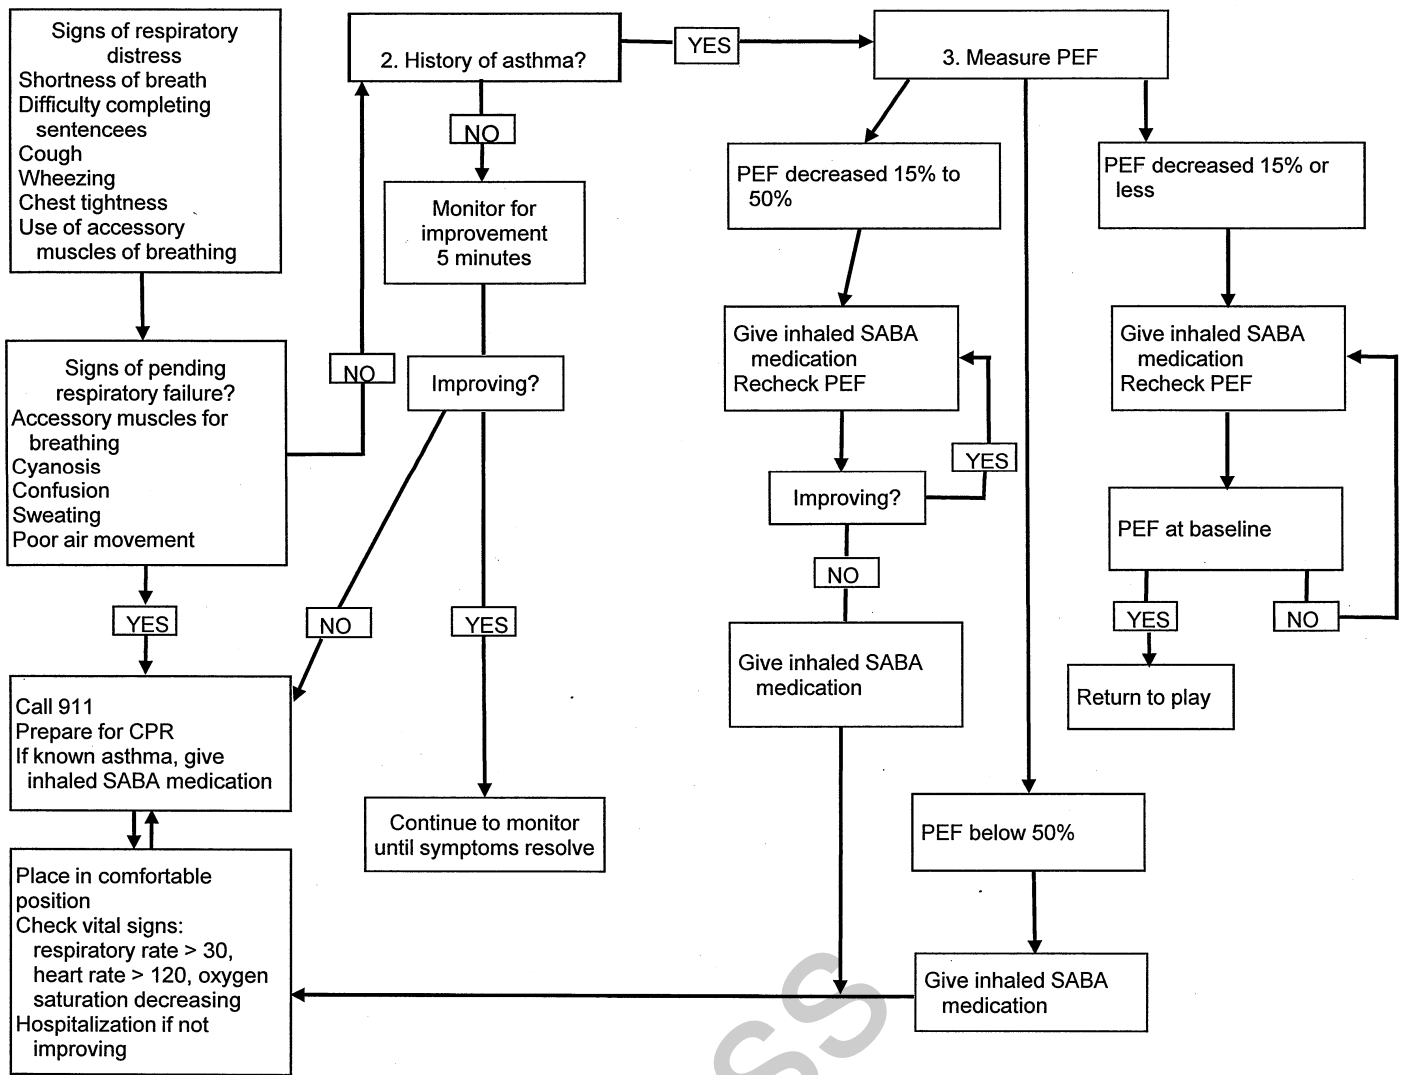 Signs of respiratory
distress
Shortness of breath
Difficulty completing
sentencees
Cough
Wheezing
Chest tightness
Use of accessory
muscles of breathing
Signs of pending
respiratory failure?
Accessory muscles for
breathing
Cyanosis
Confusion
Sweating
Poor air movement
YES
NO
Call 911
Prepare for CPR
If known asthma, give
inhaled SABA medication
Place in comfortable
position
Check vital signs:
respiratory rate > 30,
heart rate > 120, oxygen
saturation decreasing
Hospitalization if not
improving
2. History of asthma?
YES
NO
Monitor for
improvement
5 minutes
Improving?
NO
YES
Continue to monitor
until symptoms resolve
3. Measure PEF
PEF decreased 15% to
50%
Give inhaled SABA
medication
Recheck PEF
Improving?
YES
NO
Give inhaled SABA
medication
PEF below 50%
Give inhaled SABA
medication
PEF decreased 15% or
less
Give inhaled SABA
medication
Recheck PEF
PEF at baseline
YES
NO
Return to play
SS